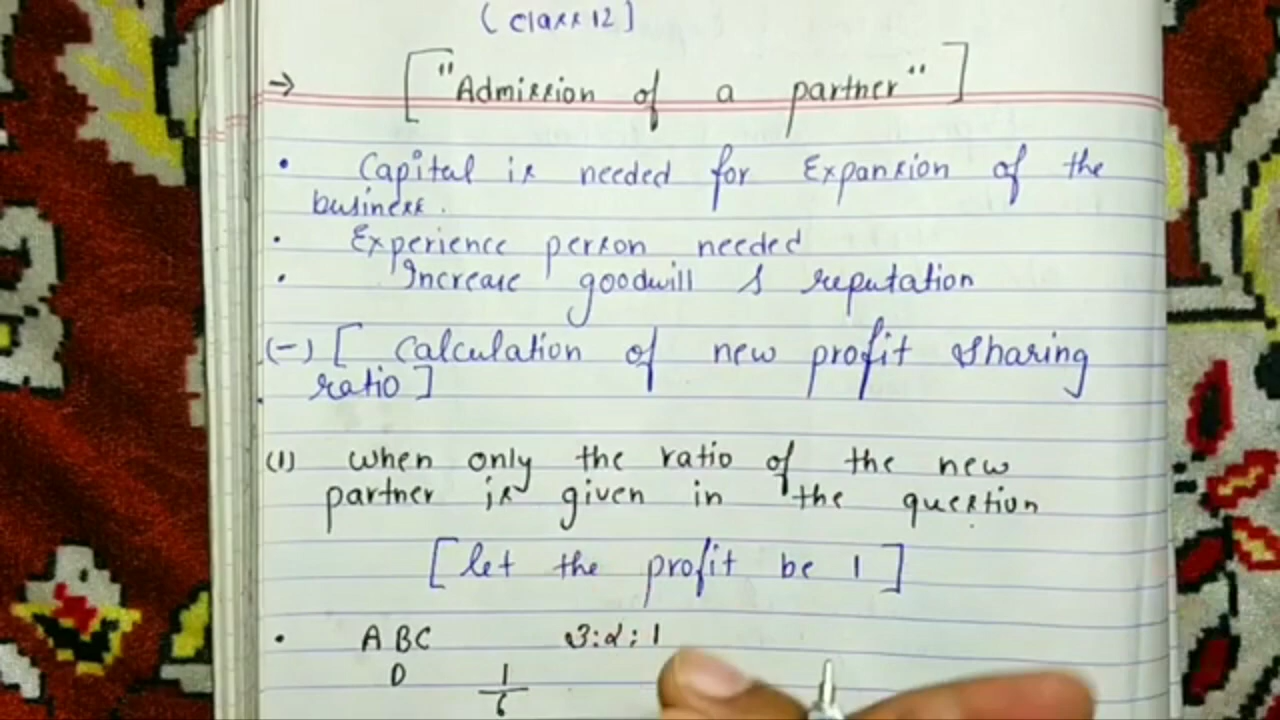 (Class 12)
→ ["Admission of a partner"]
• Capital is needed for Expansion of the
business.
• Experience person needed
• Increase goodwill & reputation
(-) [ Calculation of new profit sharing
ratio ]
(1) when only the ratio of the new
partner is given in the question
[let the profit be 1]
• ABC 3:2:1
D 1/6